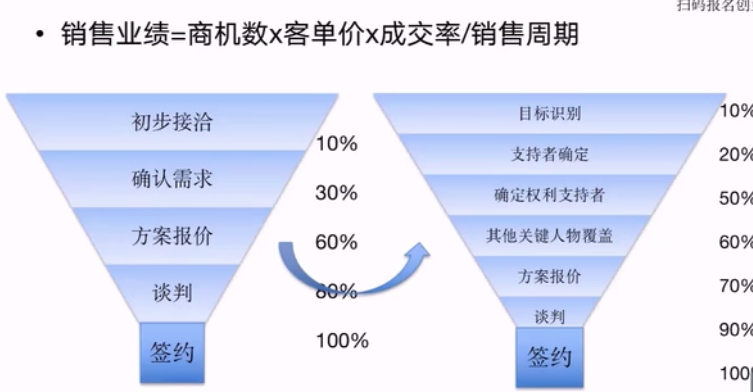 扫码报名创
• 销售业绩=商机数x客单价x成交率/销售周期
初步接洽
10%
确认需求
30%
方案报价
60%
谈判
80%
签约
100%
目标识别
10%
支持者确定
20%
确定权利支持者
50%
其他关键人物覆盖
60%
方案报价
70%
谈判
90%
签约
100